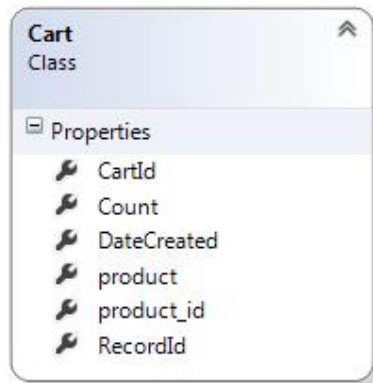 Cart
Class
Properties
CartId
Count
DateCreated
product
product_id
RecordId